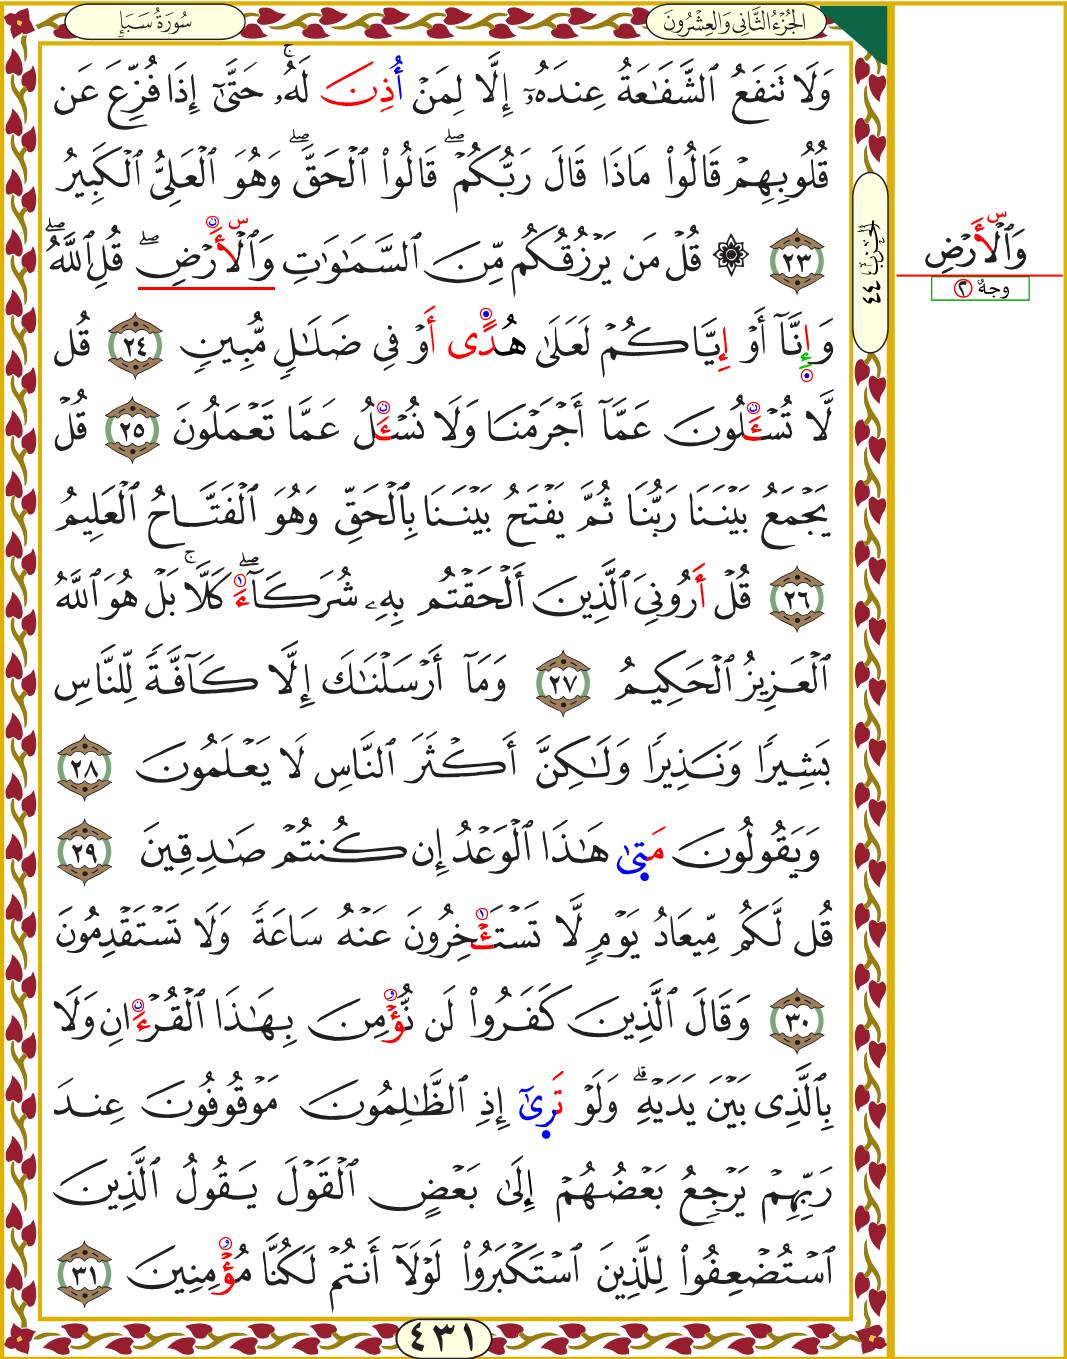 سُورَةُ سَبَإٍ
الجُزْءُ الثَّانِي وَالعِشْرُونَ
وَلَا تَنفَعُ ٱلشَّفَٰعَةُ عِندَهُۥٓ إِلَّا لِمَنۡ أُذِنَ لَهُۥۚ حَتَّىٰٓ إِذَا فُزِّعَ عَن
قُلُوبِهِمۡ قَالُواْ مَاذَا قَالَ رَبُّكُمۡۖ قَالُواْ ٱلۡحَقَّۖ وَهُوَ ٱلۡعَلِيُّ ٱلۡكَبِيرُ
٢٣ ۞ قُلۡ مَن يَرۡزُقُكُم مِّنَ ٱلسَّمَٰوَٰتِ وَٱلۡأَرۡضِۖ قُلِ ٱللَّهُۖ
وَإِنَّآ أَوۡ إِيَّاكُمۡ لَعَلَىٰ هُدًى أَوۡ فِي ضَلَٰلٖ مُّبِينٖ ٢٤ قُل
لَّا تُسۡـَٔلُونَ عَمَّآ أَجۡرَمۡنَا وَلَا نُسۡـَٔلُ عَمَّا تَعۡمَلُونَ ٢٥ قُلۡ
يَجۡمَعُ بَيۡنَنَا رَبُّنَا ثُمَّ يَفۡتَحُ بَيۡنَنَا بِٱلۡحَقِّ وَهُوَ ٱلۡفَتَّاحُ ٱلۡعَلِيمُ
٢٦ قُلۡ أَرُونِيَ ٱلَّذِينَ أَلۡحَقۡتُم بِهِۦ شُرَكَآءَۖ كَلَّاۚ بَلۡ هُوَ ٱللَّهُ
ٱلۡعَزِيزُ ٱلۡحَكِيمُ ٢٧ وَمَآ أَرۡسَلۡنَٰكَ إِلَّا كَآفَّةٗ لِّلنَّاسِ
بَشِيرٗا وَنَذِيرٗا وَلَٰكِنَّ أَكۡثَرَ ٱلنَّاسِ لَا يَعۡلَمُونَ ٢٨
وَيَقُولُونَ مَتَىٰ هَٰذَا ٱلۡوَعۡدُ إِن كُنتُمۡ صَٰدِقِينَ ٢٩
قُل لَّكُم مِّيعَادُ يَوۡمٖ لَّا تَسۡتَـٔۡخِرُونَ عَنۡهُ سَاعَةٗ وَلَا تَسۡتَقۡدِمُونَ
٣٠ وَقَالَ ٱلَّذِينَ كَفَرُواْ لَن نُّؤۡمِنَ بِهَٰذَا ٱلۡقُرۡءَانِ وَلَا
بِٱلَّذِي بَيۡنَ يَدَيۡهِۗ وَلَوۡ تَرَىٰٓ إِذِ ٱلظَّٰلِمُونَ مَوۡقُوفُونَ عِندَ
رَبِّهِمۡ يَرۡجِعُ بَعۡضُهُمۡ إِلَىٰ بَعۡضٍ ٱلۡقَوۡلَ يَقُولُ ٱلَّذِينَ
ٱسۡتُضۡعِفُواْ لِلَّذِينَ ٱسۡتَكۡبَرُواْ لَوۡلَآ أَنتُمۡ لَكُنَّا مُؤۡمِنِينَ ٣١
٤٣١
الحِزْبُ ٤٤
وَٱلۡأَرۡضِ
وجهٌ ٢